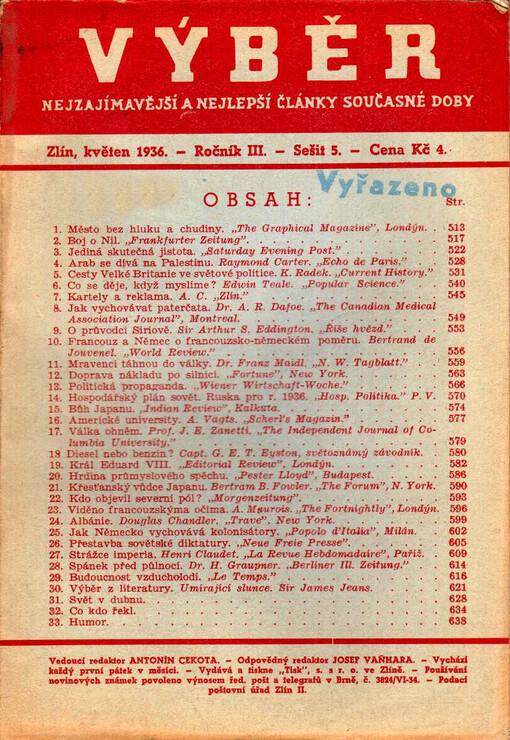 VÝBĚR
NEJZAJÍMAVĚJŠÍ A NEJLEPŠÍ ČLÁNKY SOUČASNÉ DOBY
Zlín, květen 1936. – Ročník III. – Sešit 5. – Cena Kč 4.
Vyřazeno
OBSAH:
Str.
1. Město bez hluku a chudiny. „The Graphical Magazine", Londýn. 513
2. Boj o Nil. „Frankfurter Zeitung". 517
3. Jediná skutečná jistota. „Saturday Evening Post." 522
4. Arab se dívá na Palestinu. Raymond Carter. „Echo de Paris." 528
5. Cesty Velké Britanie ve světové politice. K. Radek. „Current History." 531
6. Co se děje, když myslíme? Edwin Teale. „Popular Science." 540
7. Kartely a reklama. A. C. „Zlín." 545
8. Jak vychovávat paterčata. Dr. A. R. Dafoe. „The Canadian Medical
Association Journal", Montreal. 549
9. O průvodci Siriově. Sir Arthur S. Eddington. „Říše hvězd." 553
10. Francouz a Němec o francouzsko-německém poměru. Bertrand de
Jouvenel. „World Review." 556
11. Mravenci táhnou do války. Dr. Franz Maidl. „N. W. Tagblatt." 559
12. Doprava nákladu po silnici. „Fortune", New York. 563
13. Politická propaganda. „Wiener Wirtschaft-Woche." 566
14. Hospodářský plán sovět. Ruska pro r. 1936. „Hosp. Politika." P. V. 570
15. Bůh Japanu. „Indian Review", Kalkuta. 574
16. Americké university. A. Vagts. „Scherl's Magazin." 577
17. Válka ohněm. Prof. J. E. Zanetti. „The Independent Journal of Co-
lumbia University." 579
18 Diesel nebo benzin? Capt. G. E. T. Eyston, světoznámý závodník. 580
19. Král Eduard VIII. „Editorial Review", Londýn. 582
20. Hrdina průmyslového spěchu. „Pester Lloyd", Budapest. 586
21. Křesťanský vůdce Japanu. Bertram B. Fowler. „The Forum", N. York. 590
22. Kdo objevil severní pól? „Morgenzeitung". 593
23. Viděno francouzskýma očima. A. Maurois. „The Fortnightly", Londýn. 596
24. Albánie. Douglas Chandler. „Trave", New York. 599
25. Jak Německo vychovává kolonisátory. „Popolo d'Italia", Milán. 602
26. Přestavba sovětské diktatury. „Neue Freie Presse". 605
27. Strážce imperia. Henri Claudet. „La Revue Hebdomadaire", Paříž. 609
28. Spánek před půlnocí. Dr. H. Graupner. „Berliner Ill. Zeitung." 614
29. Budoucnost vzducholodí. „Le Temps." 616
30. Výběr z literatury. Umírající slunce. Sir James Jeans. 621
31. Svět v dubnu. 628
32. Co kdo řekl. 634
33. Humor. 638
Vedoucí redaktor ANTONÍN CEKOTA. – Odpovědný redaktor JOSEF VAŇHARA. – Vychází
každý první pátek v měsíci. – Vydává a tiskne „Tisk", s. s r. o. ve Zlíně. – Používání
novinových známek povoleno výnosem řed. pošt a telegrafů v Brně, č. 3824/VI-34. – Podací
poštovní úřad Zlín II.